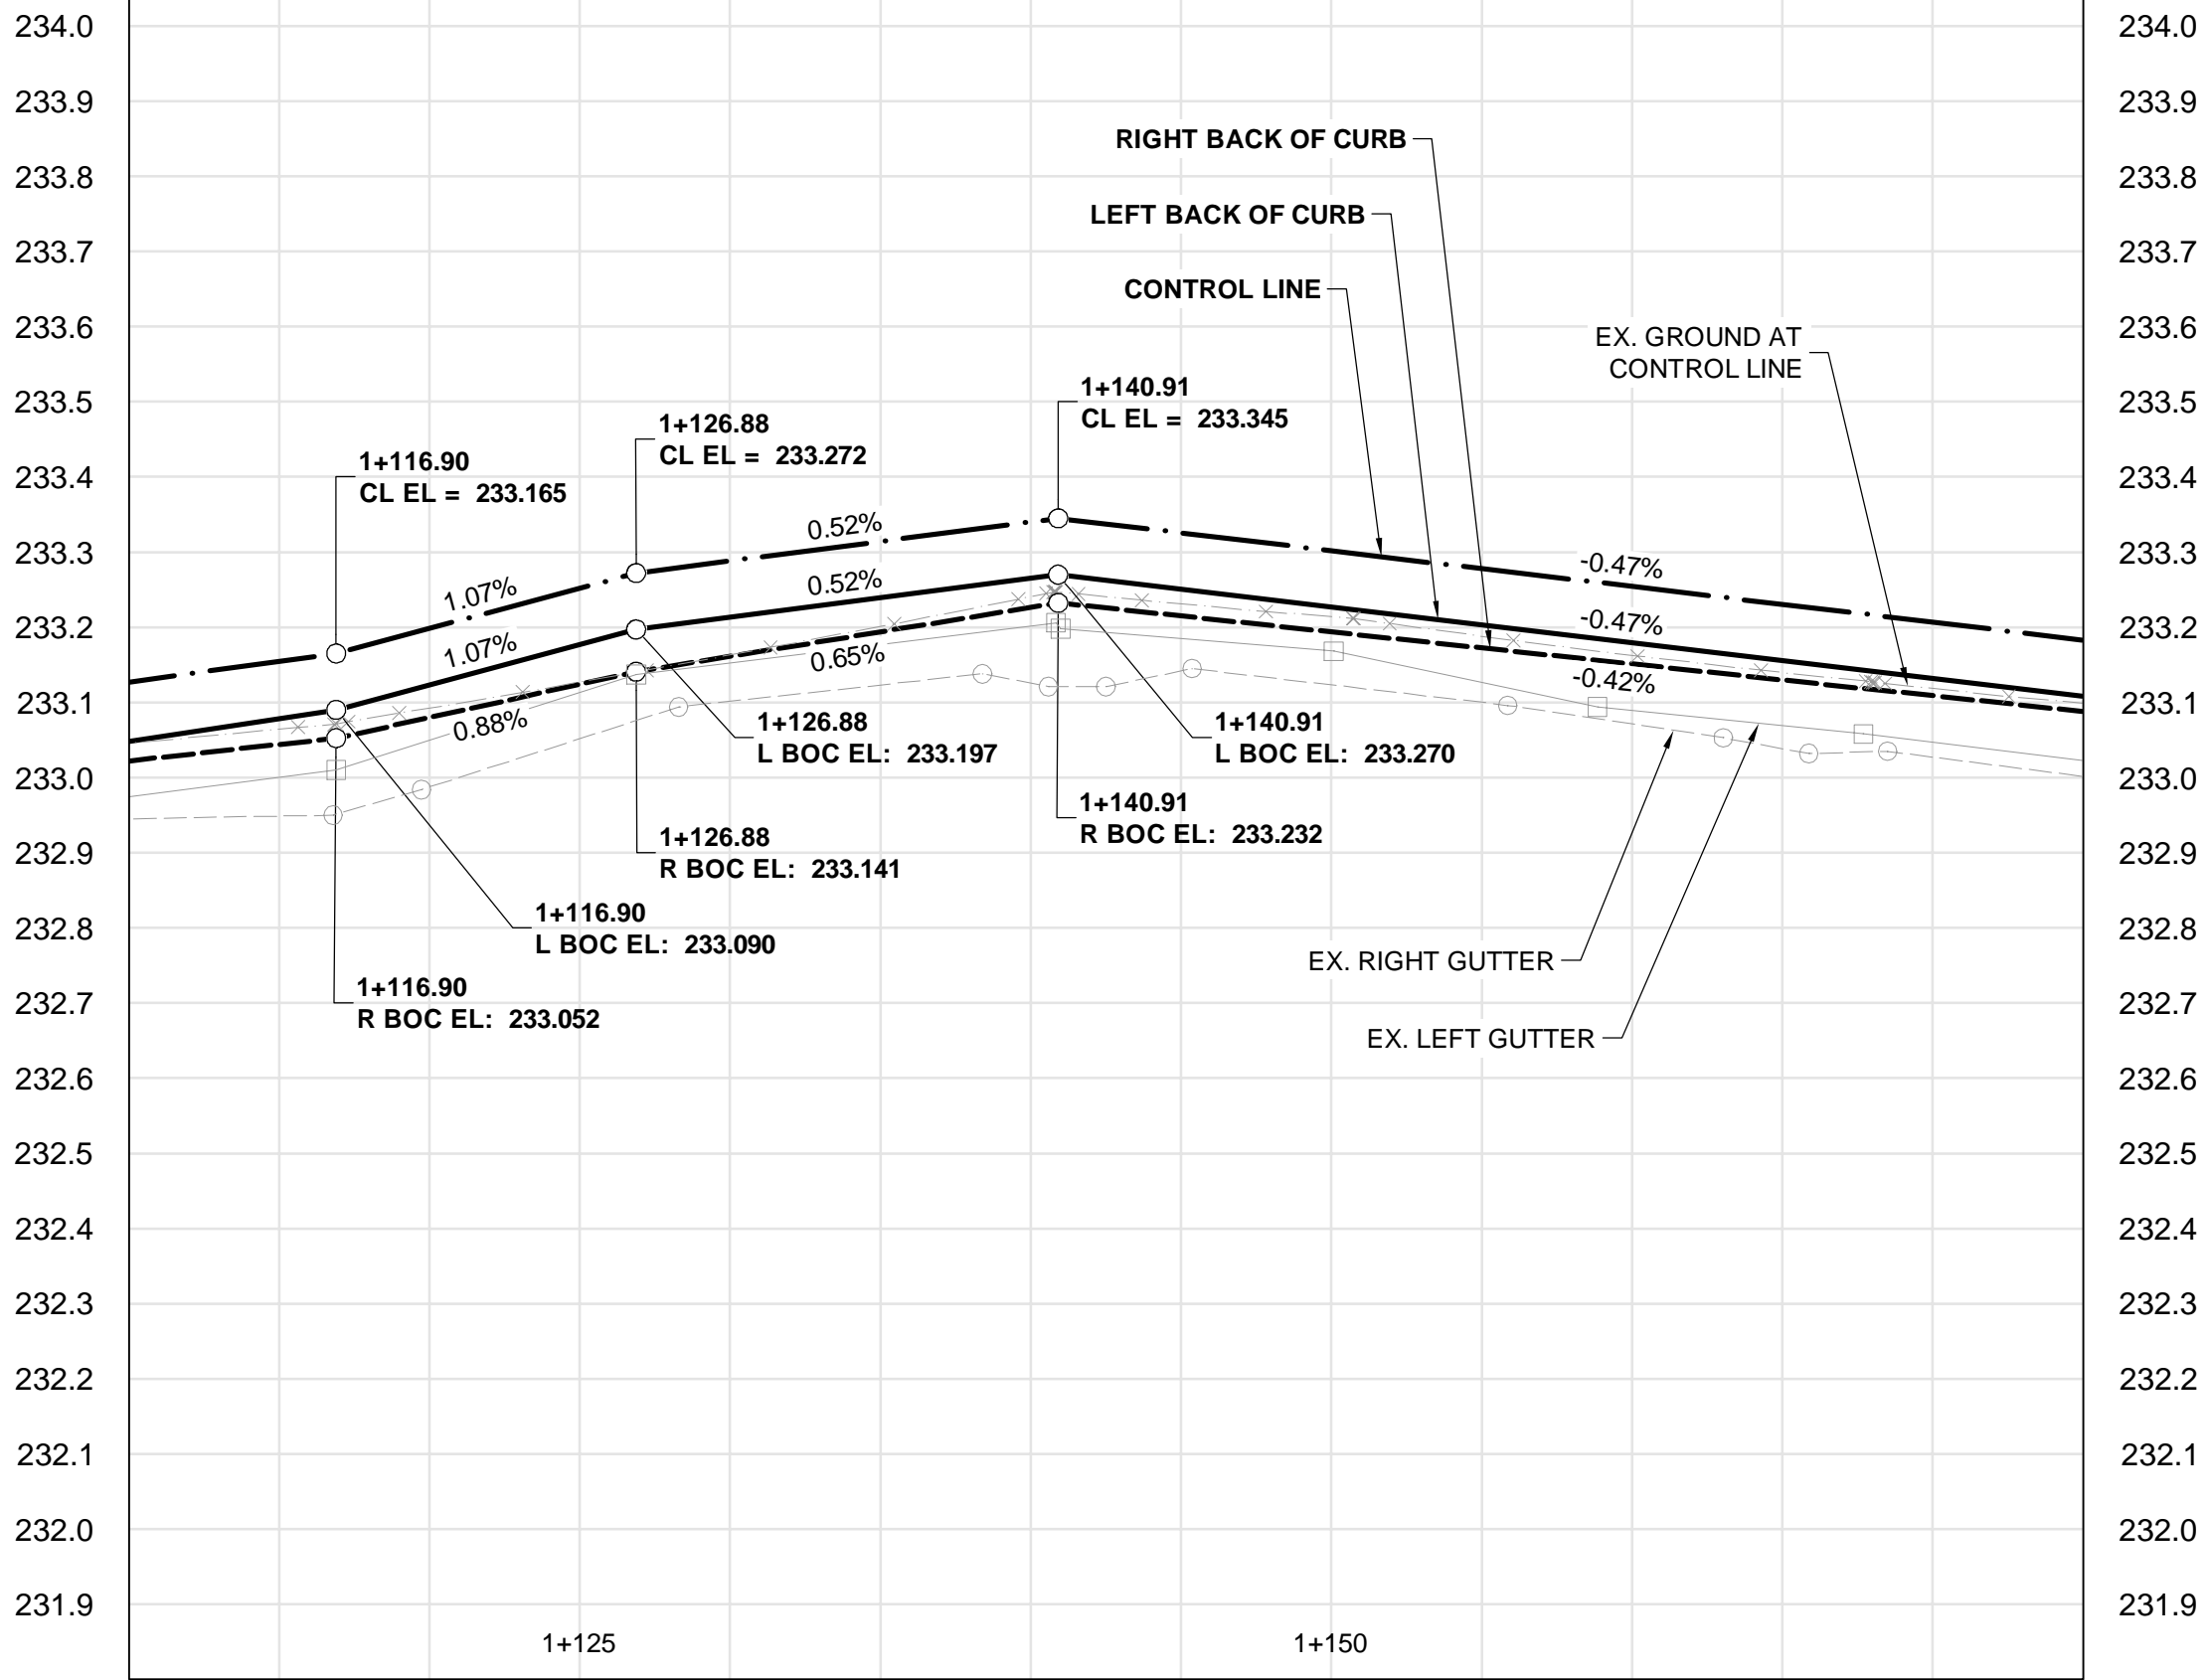 234.0 234.0
233.9 233.9
RIGHT BACK OF CURB
233.8 233.8
LEFT BACK OF CURB
233.7 233.7
CONTROL LINE
233.6 233.6
EX. GROUND AT
CONTROL LINE
233.5 233.5
1+140.91
CL EL = 233.345
1+126.88
CL EL = 233.272
1+116.90
CL EL = 233.165
233.4 233.4
0.52%
233.3 233.3
-0.47%
1.07%
0.52%
233.2 233.2
-0.47%
1.07%
0.65%
-0.42%
233.1 233.1
0.88%
1+126.88
L BOC EL: 233.197
1+140.91
L BOC EL: 233.270
233.0 233.0
1+140.91
R BOC EL: 233.232
1+126.88
R BOC EL: 233.141
232.9 232.9
1+116.90
L BOC EL: 233.090
232.8 232.8
EX. RIGHT GUTTER
1+116.90
R BOC EL: 233.052
232.7 232.7
EX. LEFT GUTTER
232.6 232.6
232.5 232.5
232.4 232.4
232.3 232.3
232.2 232.2
232.1 232.1
232.0 232.0
231.9 231.9
1+125 1+150